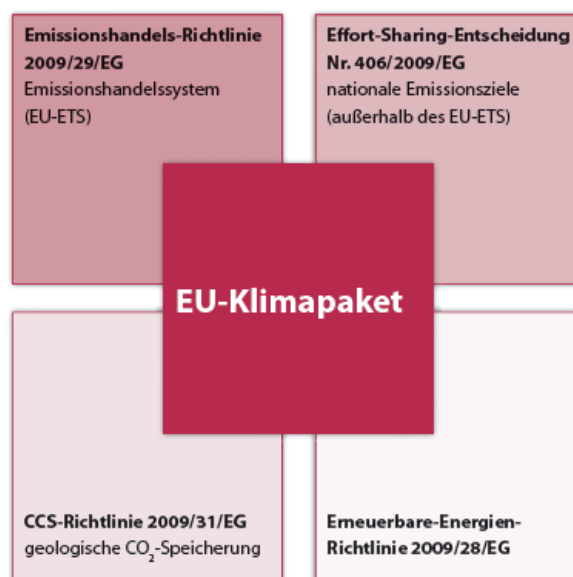 Emissionshandels-Richtlinie
2009/29/EG
Emissionshandelssystem
(EU-ETS)
Effort-Sharing-Entscheidung
Nr. 406/2009/EG
nationale Emissionsziele
(außerhalb des EU-ETS)
EU-Klimapaket
CCS-Richtlinie 2009/31/EG
geologische CO₂-Speicherung
Erneuerbare-Energien-
Richtlinie 2009/28/EG